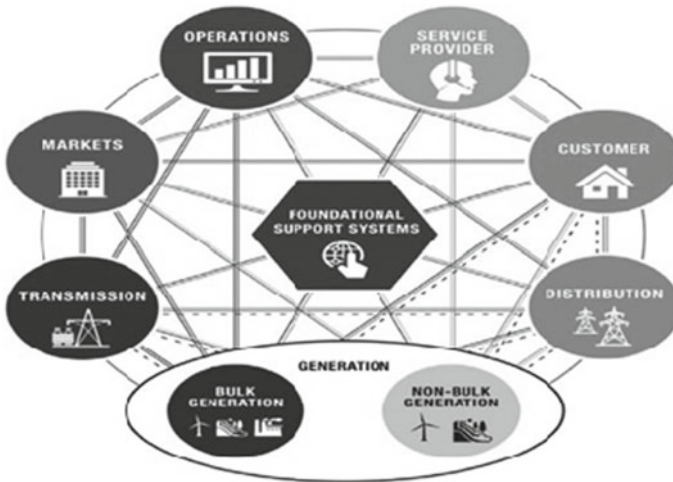 OPERATIONS
SERVICE
PROVIDER
MARKETS
CUSTOMER
FOUNDATIONAL
SUPPORT SYSTEMS
TRANSMISSION
DISTRIBUTION
GENERATION
BULK
GENERATION
NON-BULK
GENERATION